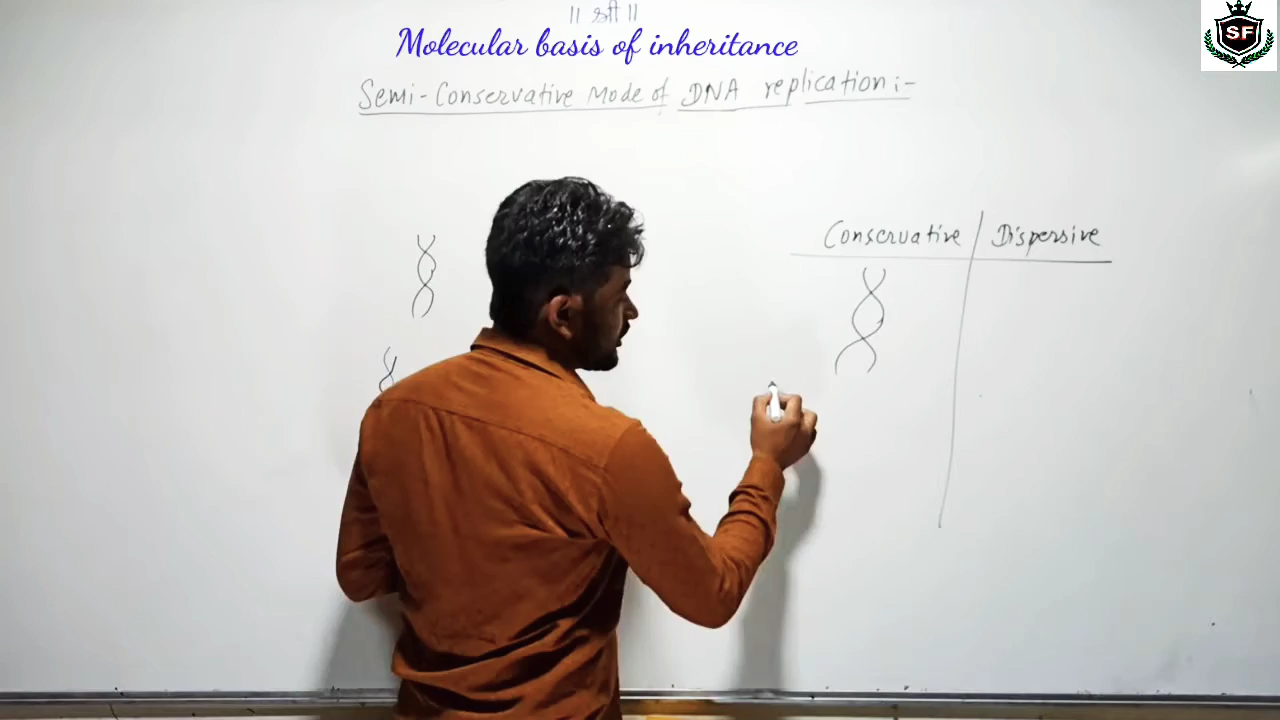 ॥ श्री ॥
Molecular basis of inheritance
Semi-Conservative Mode of DNA replication :-
Conservative Dispersive
SF